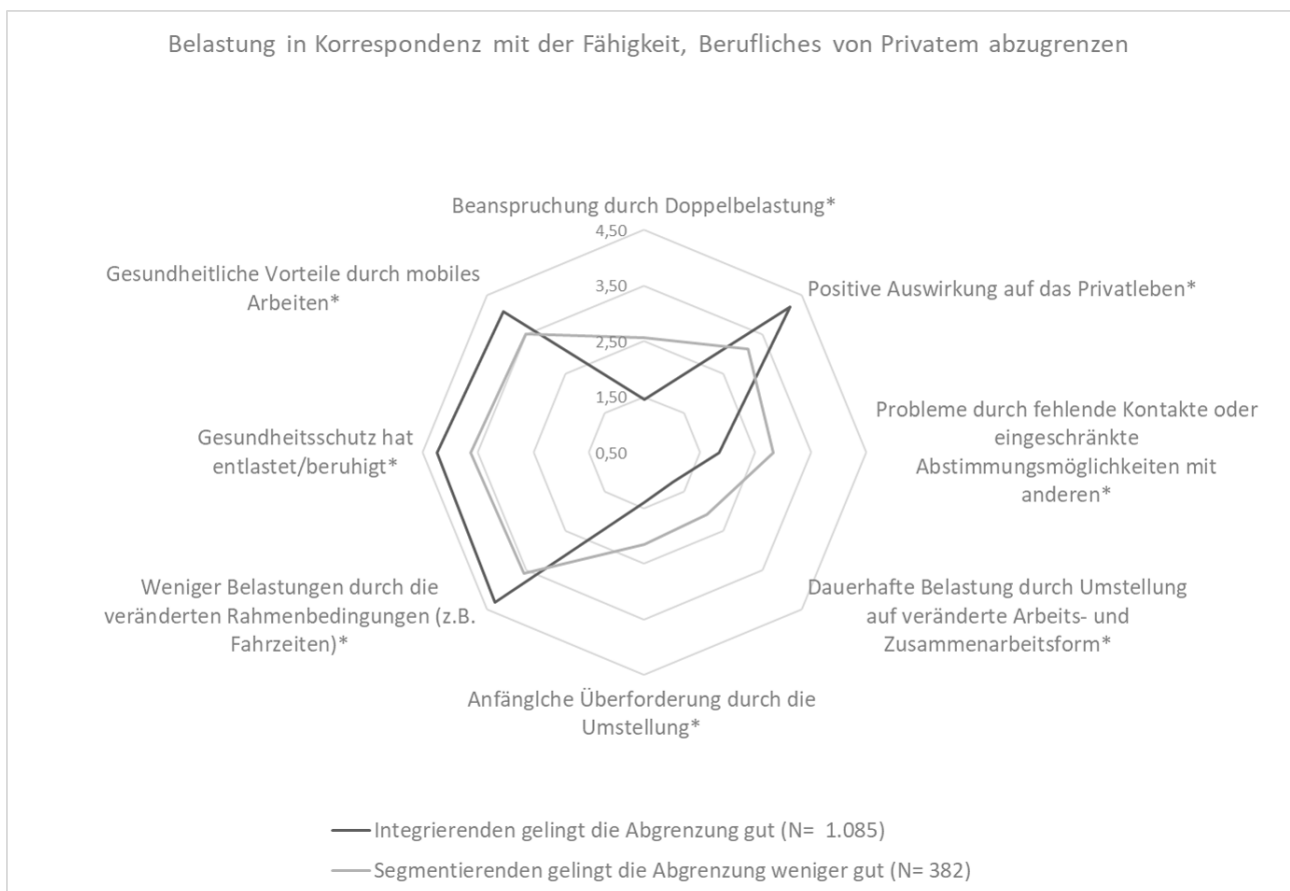 Belastung in Korrespondenz mit der Fähigkeit, Berufliches von Privatem abzugrenzen
Beanspruchung durch Doppelbelastung*
4,50
Gesundheitliche Vorteile durch mobiles
Arbeiten*
Positive Auswirkung auf das Privatleben*
3,50
2,50
1,50
0,50
Probleme durch fehlende Kontakte oder
eingeschränkte
Abstimmungsmöglichkeiten mit
anderen*
Gesundheitsschutz hat
entlastet/beruhigt*
Weniger Belastungen durch die
veränderten Rahmenbedingungen (z.B.
Fahrzeiten)*
Dauerhafte Belastung durch Umstellung
auf veränderte Arbeits- und
Zusammenarbeitsform*
Anfänglche Überforderung durch die
Umstellung*
Integrierenden gelingt die Abgrenzung gut (N= 1.085)
Segmentierenden gelingt die Abgrenzung weniger gut (N= 382)